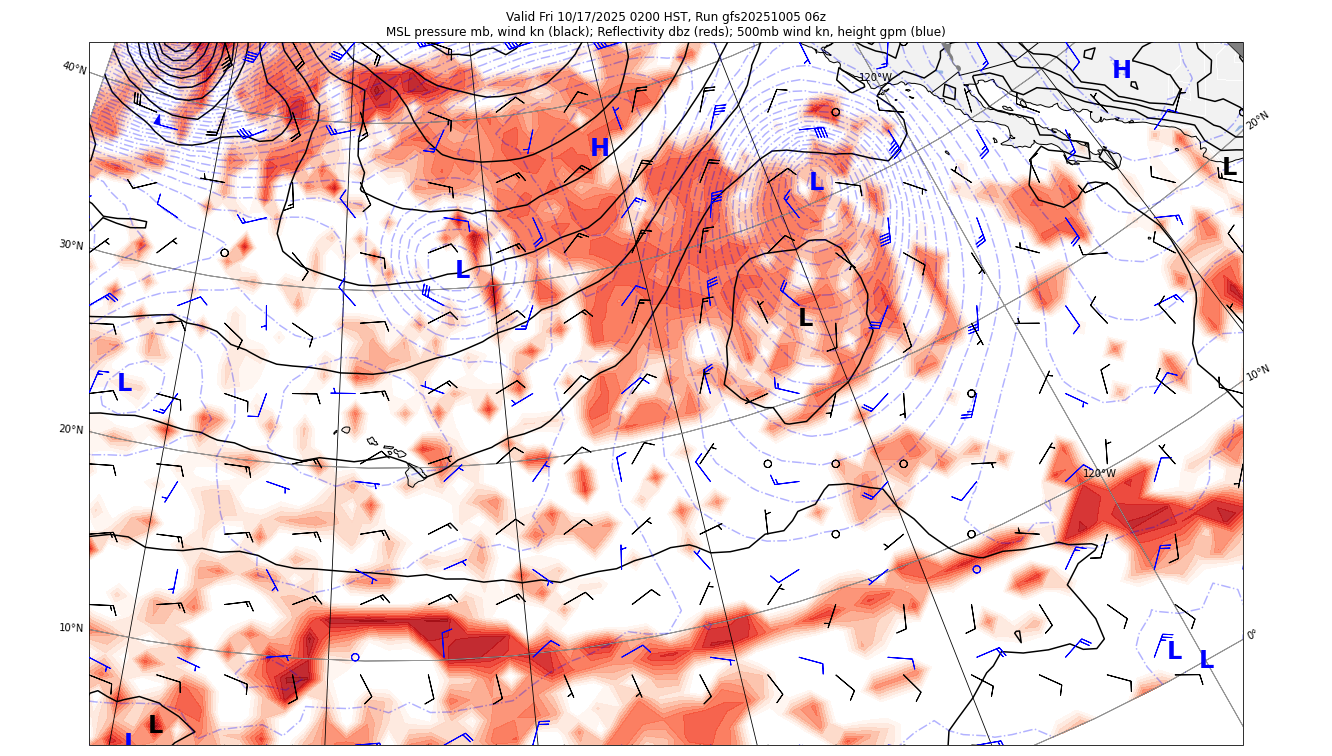 Valid Fri 10/17/2025 0200 HST, Run gfs20251005 06z
MSL pressure mb, wind kn (black); Reflectivity dbz (reds); 500mb wind kn, height gpm (blue)
40°N
120°W
H
20°N
H
L
L
30°N
L
L
10°N
L
20°N
120°W
10°N
0°
L
L
L
L